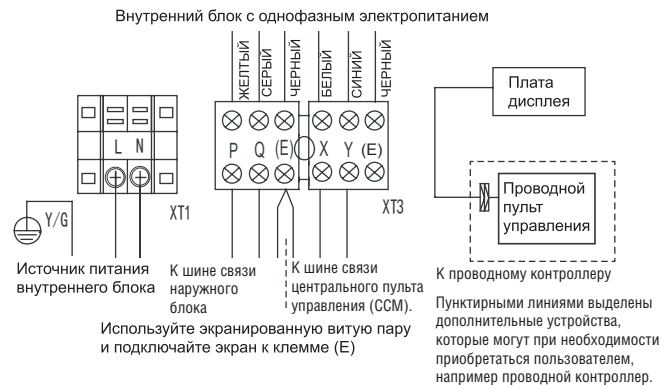 Внутренний блок с однофазным электропитанием
ЖЕЛТЫЙ
СЕРЫЙ
ЧЕРНЫЙ
БЕЛЫЙ
СИНИЙ
ЧЕРНЫЙ
L N
P Q (E) X Y (E)
XT1
XT3
Y/G
Плата
дисплея
Проводной
пульт
управления
Источник питания
внутреннего блока
К шине связи
наружного
блока
К шине связи
центрального пульта
управления (CCM).
Используйте экранированную витую пару
и подключайте экран к клемме (E)
К проводному контроллеру
Пунктирными линиями выделены
дополнительные устройства,
которые могут при необходимости
приобретаться пользователем,
например проводной контроллер.